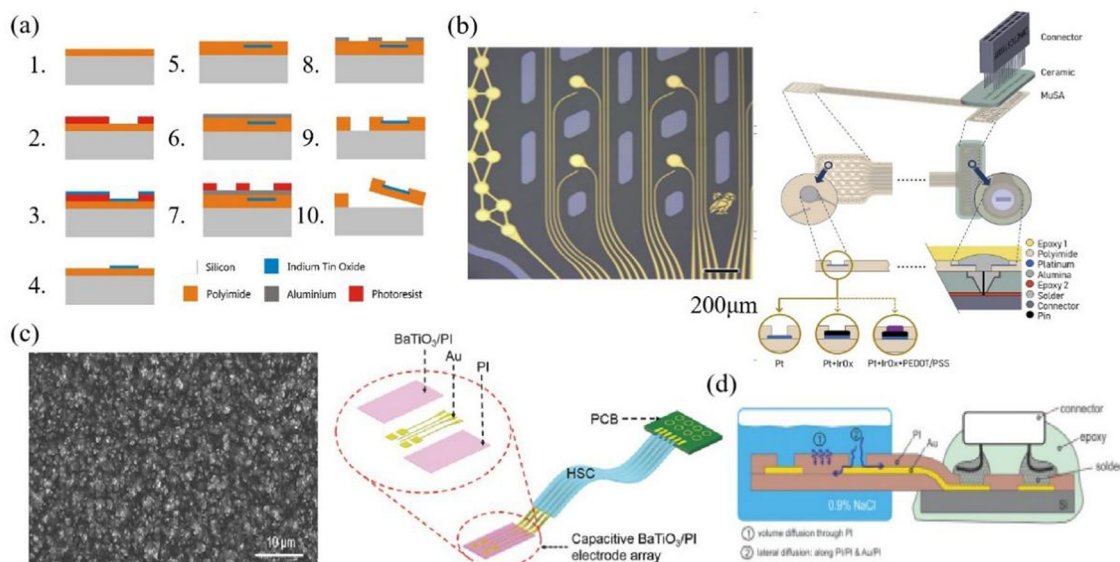 (a)
1.
2.
3.
4.
5.
6.
7.
8.
9.
10.
Silicon
Indium Tin Oxide
Polyimide
Aluminium
Photoresist
(b)
200μm
Connector
Ceramic
MuSA
Epoxy 1
Polyimide
Platinum
Alumina
Epoxy 2
Solder
Connector
Pin
Pt
Pt+IrOx
Pt+IrOx+PEDOT/PSS
(c)
10 μm
BaTiO3/PI
Au
PI
PCB
HSC
Capacitive BaTiO3/PI
electrode array
(d)
connector
epoxy
solder
PI
Au
Si
1
2
0.9% NaCl
① volume diffusion through PI
② lateral diffusion: along PI/PI & Au/PI